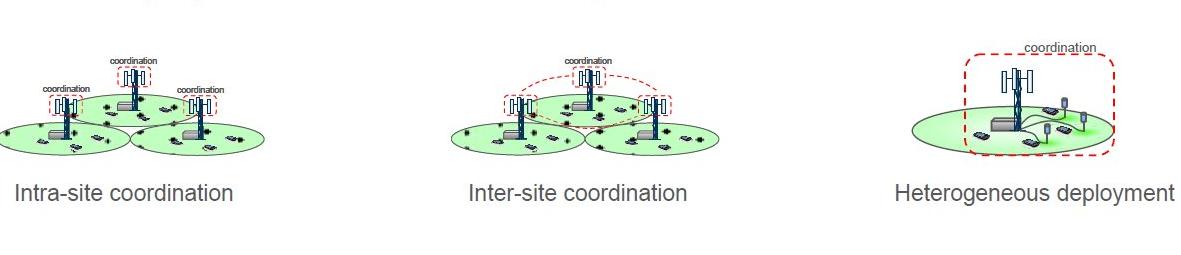 coordination
coordination
coordination
coordination
coordination
Intra-site coordination
Inter-site coordination
Heterogeneous deployment